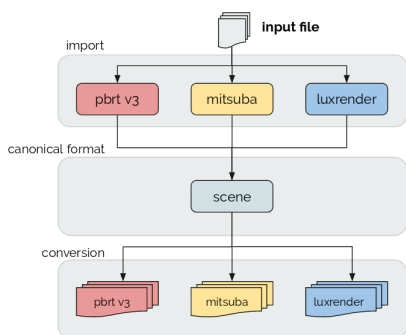 input file
import
pbrt v3
mitsuba
luxrender
canonical format
scene
conversion
pbrt v3
mitsuba
luxrender